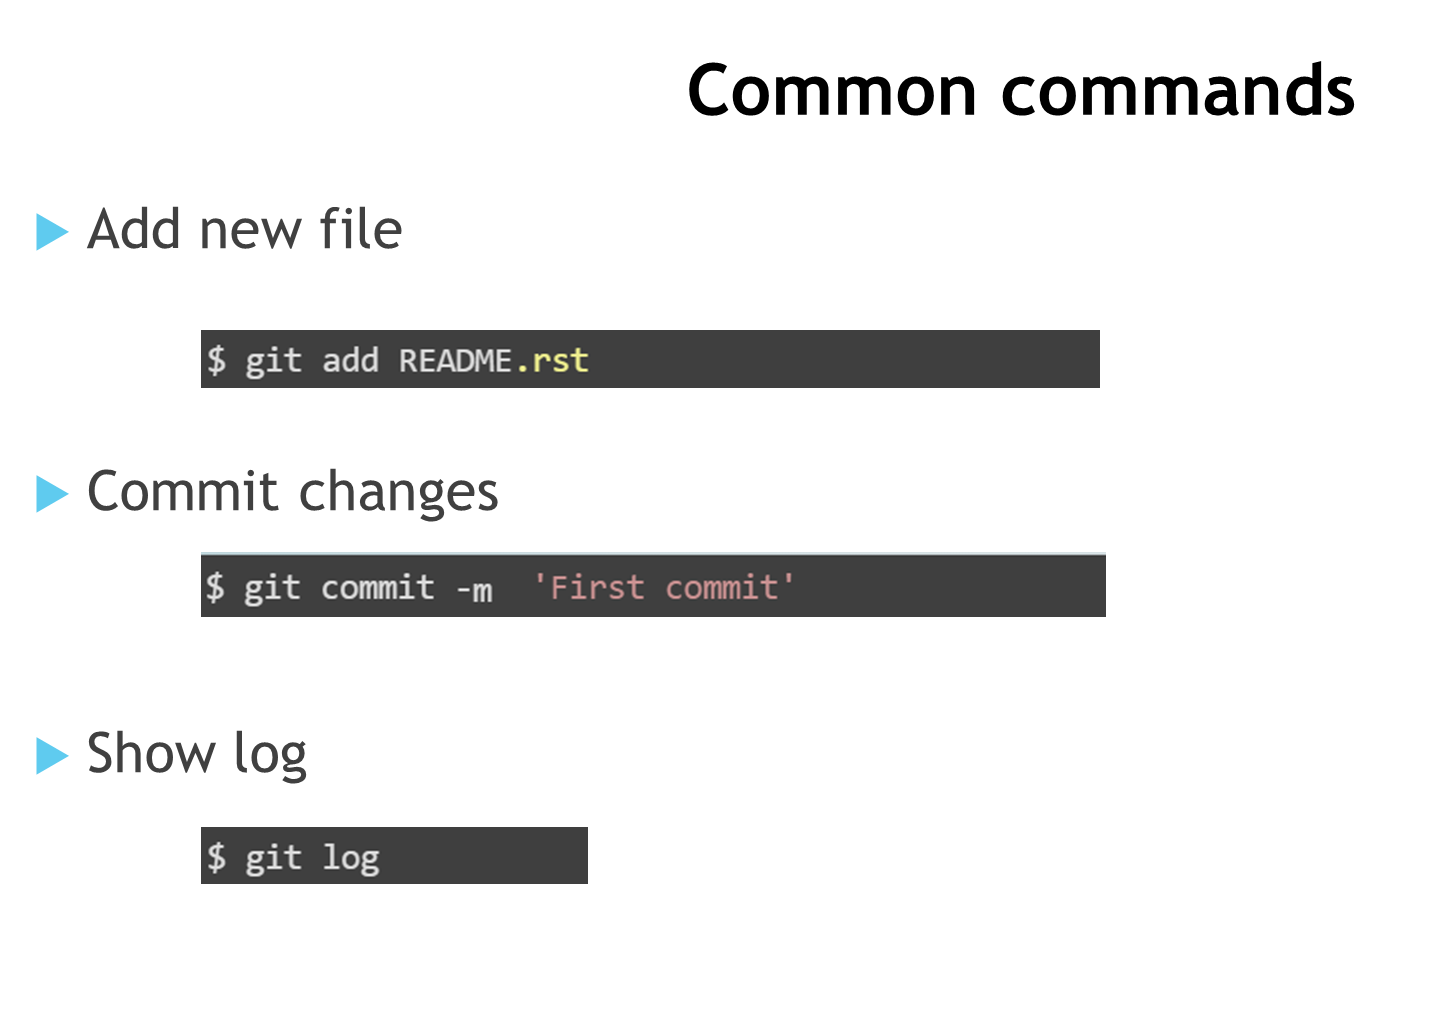 Common commands
Add new file
$ git add README.rst
Commit changes
$ git commit -m 'First commit'
Show log
$ git log